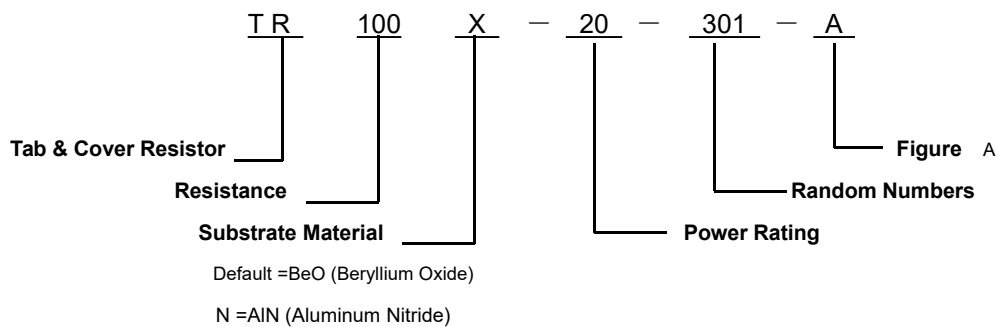 TR 100 X — 20 — 301 — A
Tab & Cover Resistor
Figure A
Resistance
Random Numbers
Substrate Material
Power Rating
Default =BeO (Beryllium Oxide)
N =AlN (Aluminum Nitride)